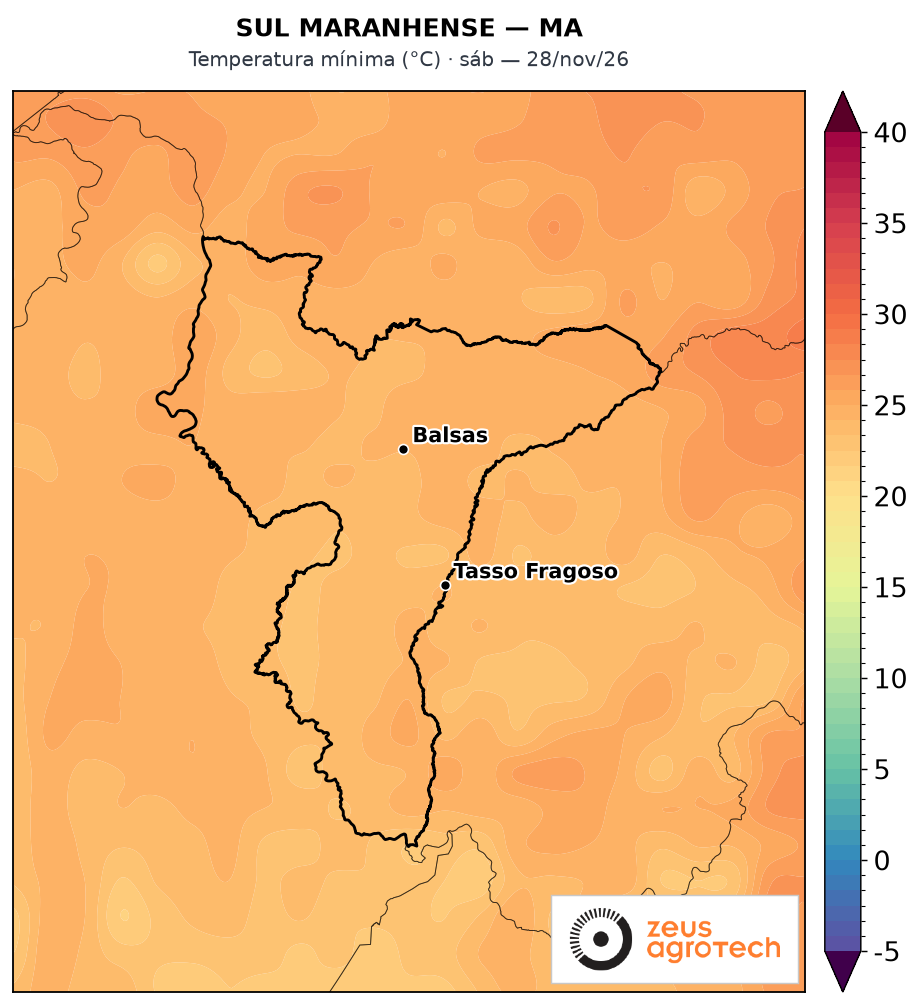 SUL MARANHENSE — MA
Temperatura mínima (°C) · sáb — 28/nov/26
40
35
30
25
20
15
10
5
0
-5
Balsas
Tasso Fragoso
zeus
agrotech